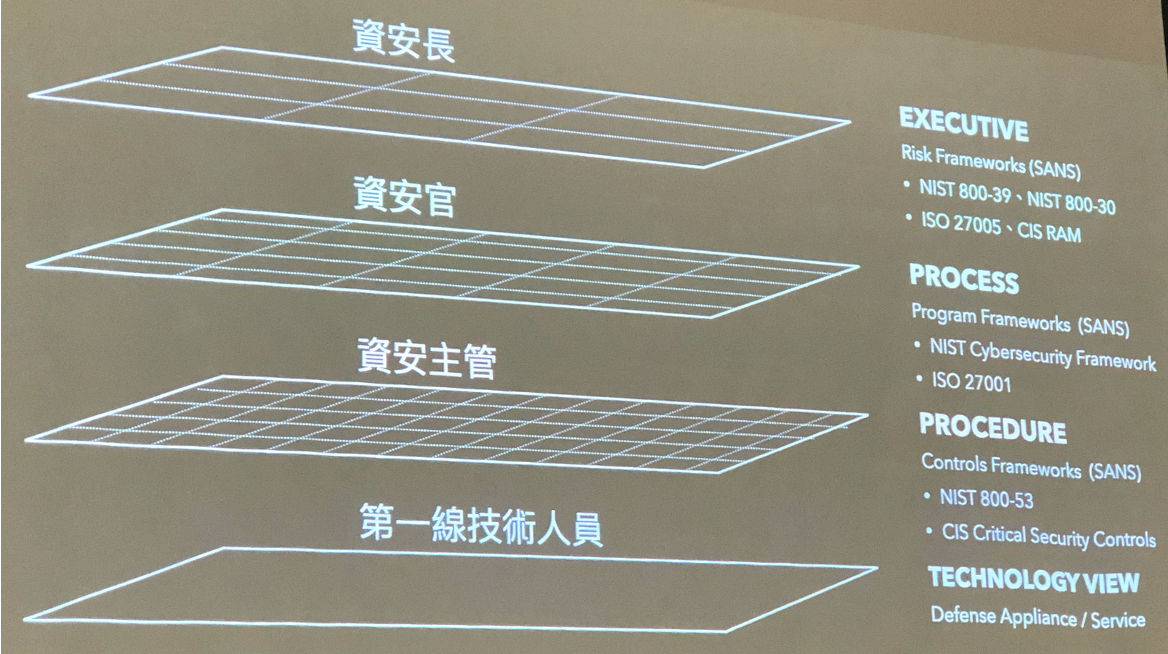 資安長
EXECUTIVE
Risk Frameworks (SANS)
• NIST 800-39、NIST 800-30
• ISO 27005、CIS RAM
資安官
PROCESS
Program Frameworks (SANS)
• NIST Cybersecurity Framework
• ISO 27001
資安主管
PROCEDURE
Controls Frameworks (SANS)
• NIST 800-53
• CIS Critical Security Controls
第一線技術人員
TECHNOLOGY VIEW
Defense Appliance / Service